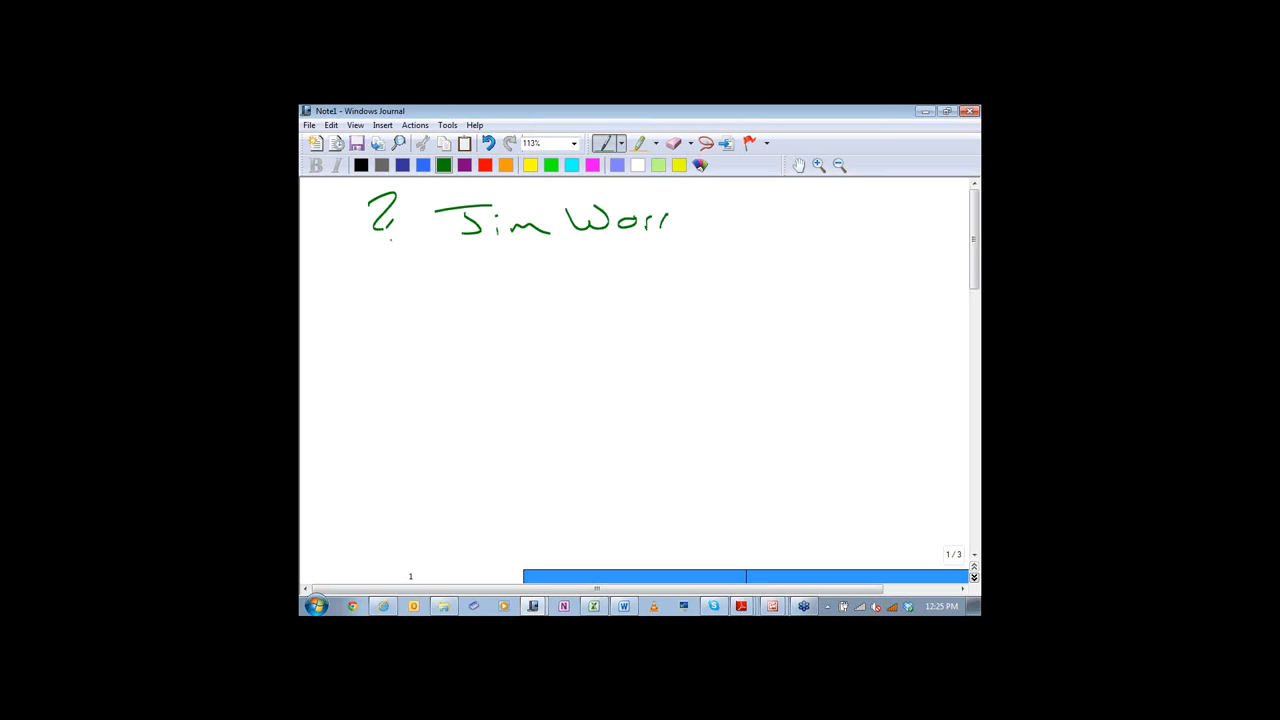 Note1 - Windows Journal
File Edit View Insert Actions Tools Help
113%
B I
? Jim Worr
1 / 3
1
12:25 PM